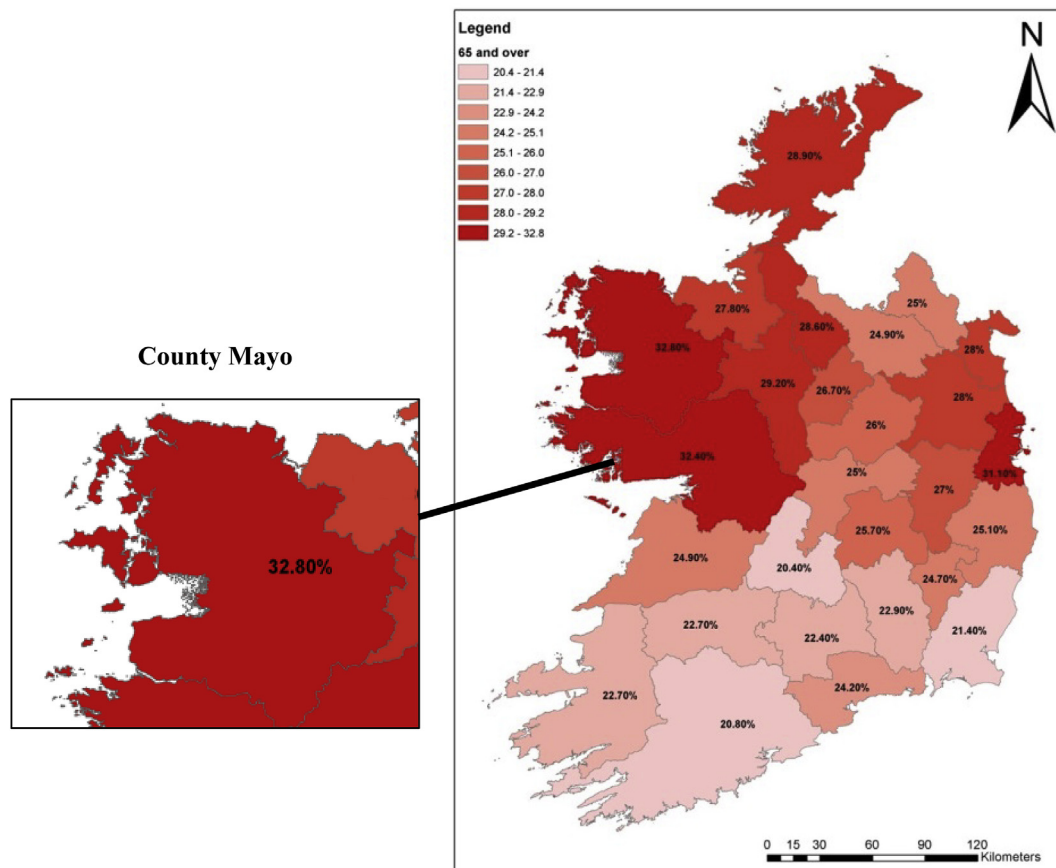 Legend
65 and over
20.4 - 21.4
21.4 - 22.9
22.9 - 24.2
24.2 - 25.1
25.1 - 26.0
26.0 - 27.0
27.0 - 28.0
28.0 - 29.2
29.2 - 32.8
N
28.90%
25%
27.80%
28.60%
24.90%
28%
32.80%
29.20%
26.70%
28%
26%
32.40%
31.10%
25%
27%
25.70%
25.10%
24.90%
20.40%
24.70%
22.90%
21.40%
22.70%
22.40%
24.20%
22.70%
20.80%
County Mayo
32.80%
0 15 30 60 90 120
Kilometers